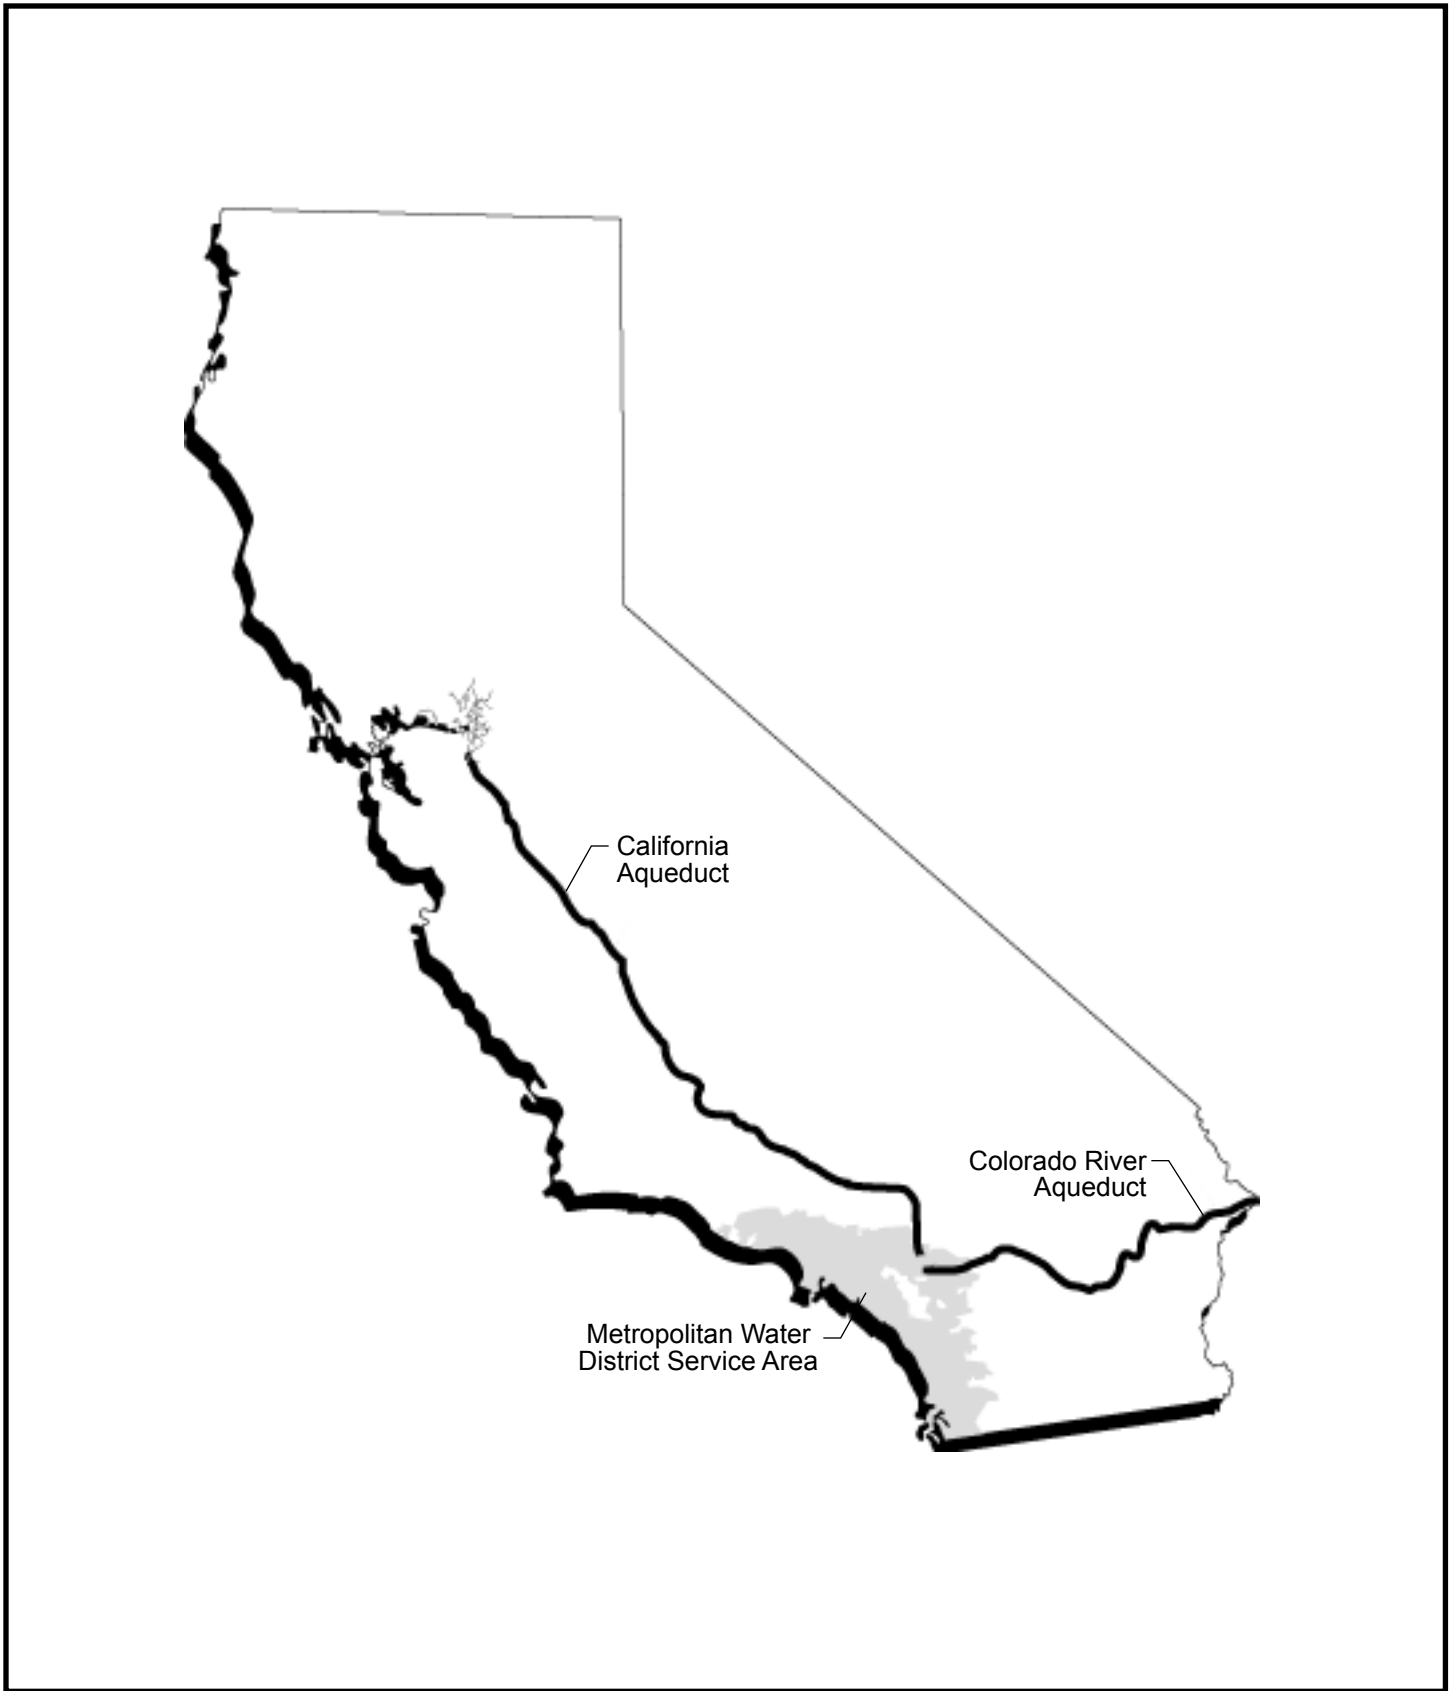 California
Aqueduct
Colorado River
Aqueduct
Metropolitan Water
District Service Area